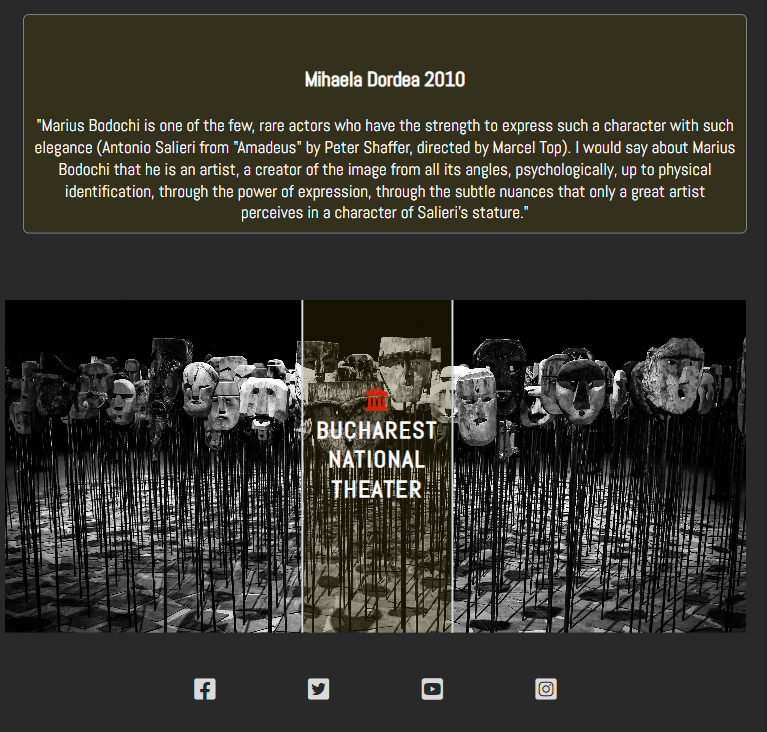 Mihaela Dordea 2010
"Marius Bodochi is one of the few, rare actors who have the strength to express such a character with such
elegance (Antonio Salieri from "Amadeus" by Peter Shaffer, directed by Marcel Top). I would say about Marius
Bodochi that he is an artist, a creator of the image from all its angles, psychologically, up to physical
identification, through the power of expression, through the subtle nuances that only a great artist
perceives in a character of Salieri's stature."
BUCHAREST
NATIONAL
THEATER